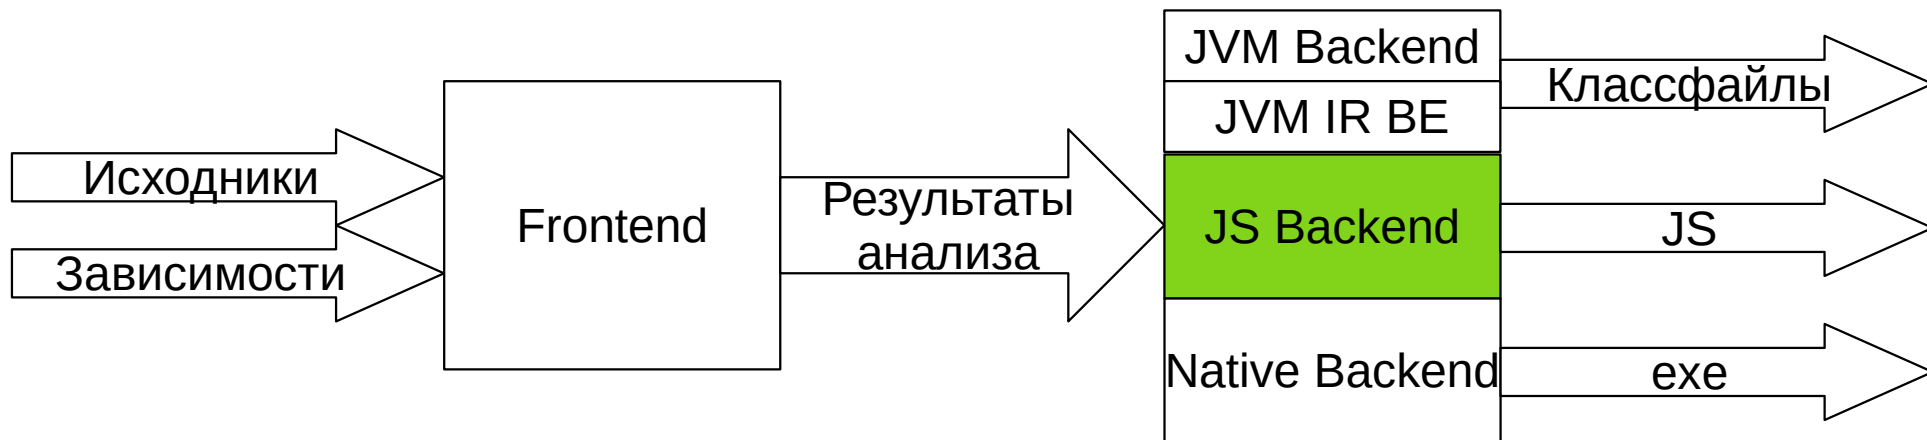 Исходники
Зависимости
Frontend
Результаты
анализа
JVM Backend
JVM IR BE
JS Backend
Native Backend
Классфайлы
JS
exe